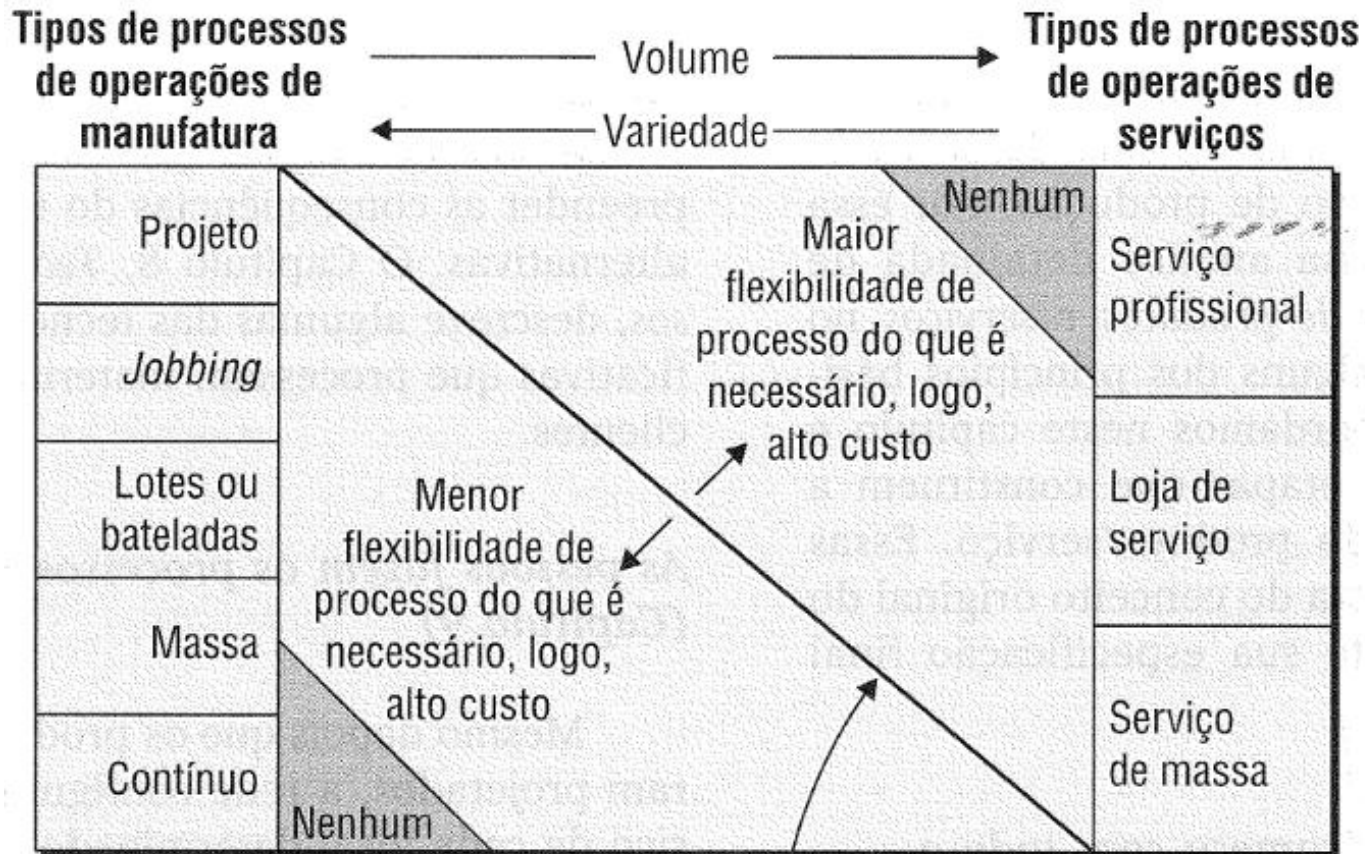 Tipos de processos
de operações de
manufatura
Volume
Variedade
Tipos de processos
de operações de
serviços
Projeto
Jobbing
Lotes ou
bateladas
Massa
Contínuo
Nenhum
Maior
flexibilidade de
processo do que é
necessário, logo,
alto custo
Menor
flexibilidade de
processo do que é
necessário, logo,
alto custo
Nenhum
Serviço
profissional
Loja de
serviço
Serviço
de massa